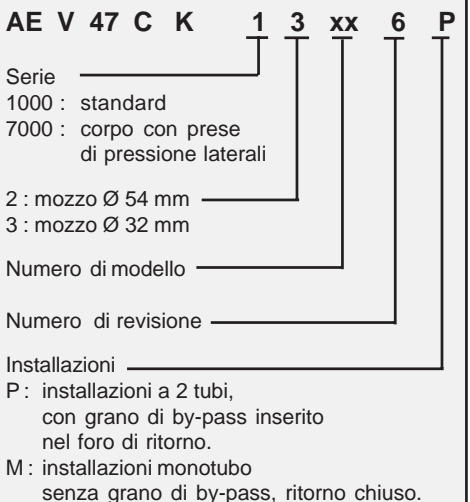 AE V 47 C K 1 3 xx 6 P
Serie
1000 : standard
7000 : corpo con prese
di pressione laterali
2 : mozzo Ø 54 mm
3 : mozzo Ø 32 mm
Numero di modello
Numero di revisione
Installazioni
P : installazioni a 2 tubi,
con grano di by-pass inserito
nel foro di ritorno.
M : installazioni monotubo
senza grano di by-pass, ritorno chiuso.